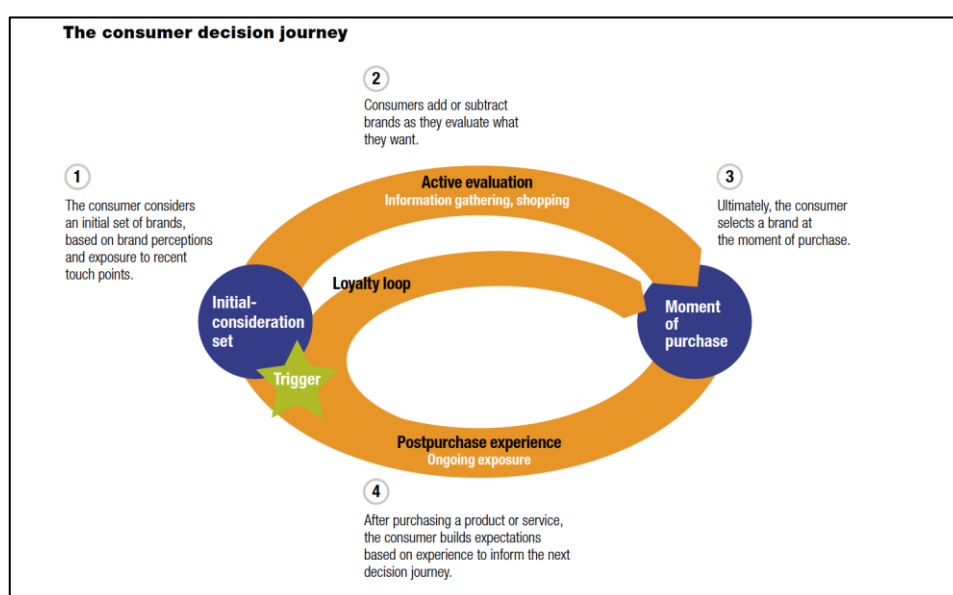 The consumer decision journey
2
Consumers add or subtract
brands as they evaluate what
they want.
1
The consumer considers
an initial set of brands,
based on brand perceptions
and exposure to recent
touch points.
Active evaluation
Information gathering, shopping
3
Ultimately, the consumer
selects a brand at
the moment of purchase.
Loyalty loop
Initial-
consideration
set
Moment
of
purchase
Trigger
Postpurchase experience
Ongoing exposure
4
After purchasing a product or service,
the consumer builds expectations
based on experience to inform the next
decision journey.